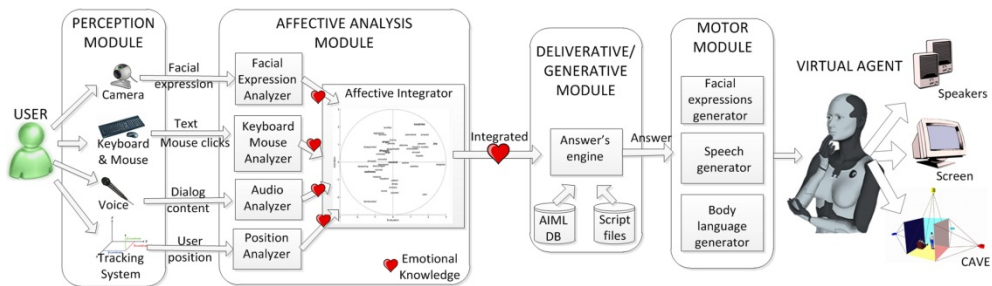 PERCEPTION
MODULE
USER
Camera
Keyboard
& Mouse
Voice
Tracking
System
Facial
expression
Text
Mouse clicks
Dialog
content
User
position
AFFECTIVE ANALYSIS
MODULE
Facial
Expression
Analyzer
Keyboard
Mouse
Analyzer
Audio
Analyzer
Position
Analyzer
Affective Integrator
Emotional
Knowledge
Integrated
DELIVERATIVE/
GENERATIVE
MODULE
Answer’s
engine
AIML
DB
Script
files
Answer
MOTOR
MODULE
Facial
expressions
generator
Speech
generator
Body
language
generator
VIRTUAL AGENT
Speakers
Screen
CAVE